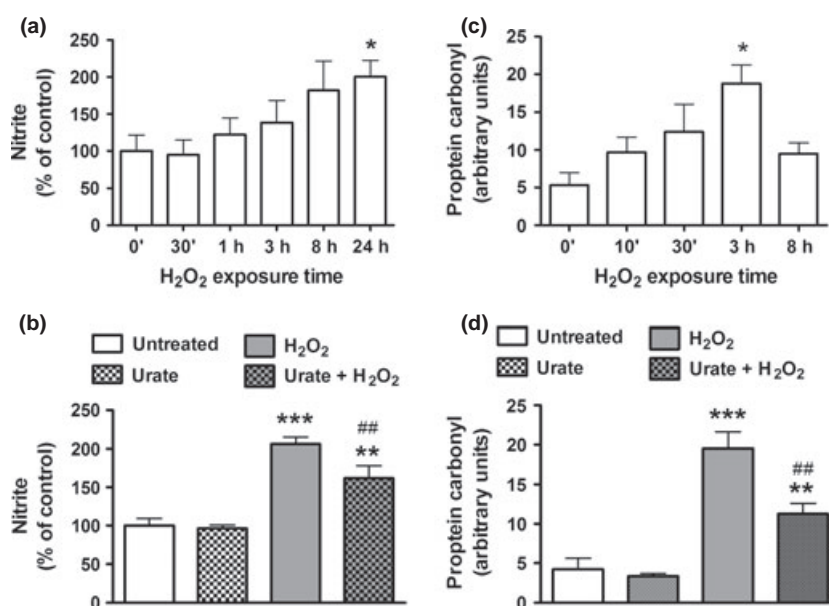 (a)
Nitrite
(% of control)
250
200
150
100
50
0
*
0' 30' 1 h 3 h 8 h 24 h
H₂O₂ exposure time
(c)
Proptein carbonyl
(arbitrary units)
25
20
15
10
5
0
*
0' 10' 30' 3 h 8 h
H₂O₂ exposure time
(b)
Untreated
H₂O₂
Urate
Urate + H₂O₂
Nitrite
(% of control)
250
200
150
100
50
0
***
##
**
(d)
Untreated
H₂O₂
Urate
Urate + H₂O₂
Proptein carbonyl
(arbitrary units)
25
20
15
10
5
0
***
##
**